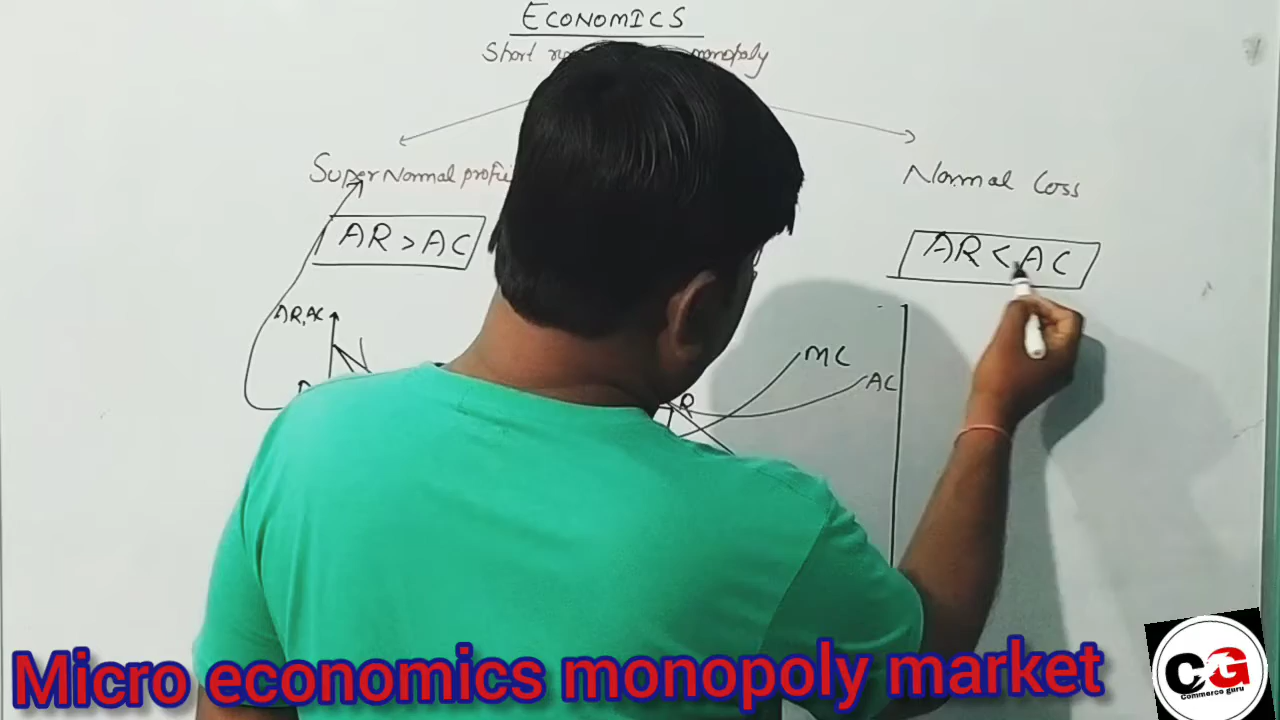 ECONOMICS
Short monopoly
Super Normal
Normal Loss
AR > AC
AR < AC
AR, AC
MC
AC
R
Micro economics monopoly market
CG
Commerce guru